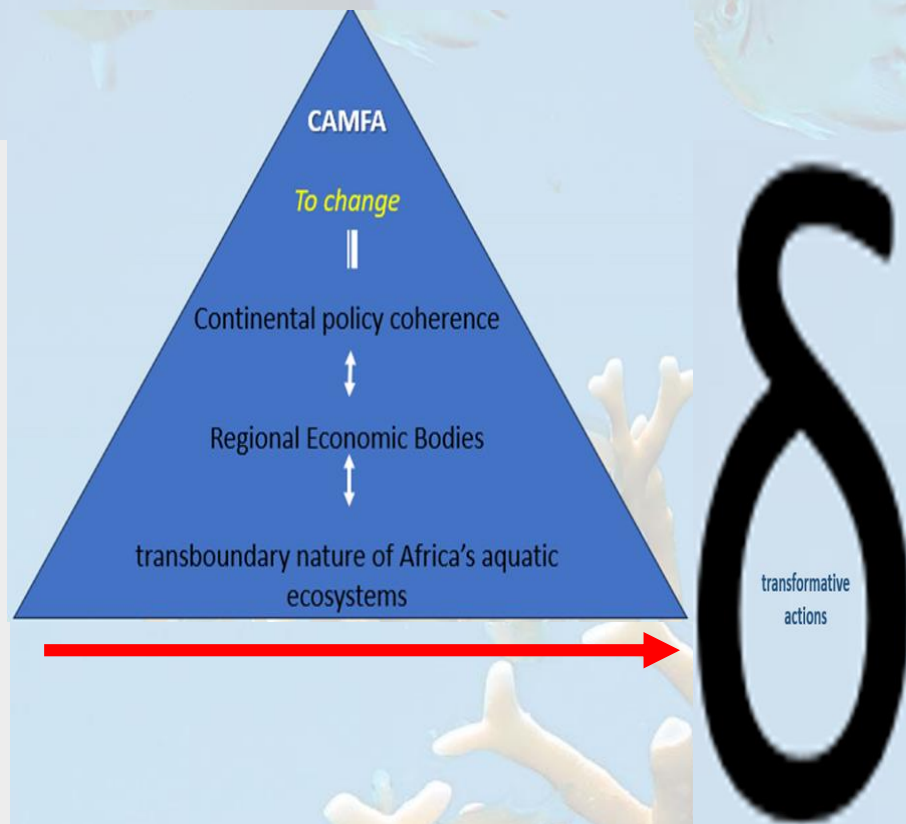 CAMFA
To change
Continental policy coherence
Regional Economic Bodies
transboundary nature of Africa's aquatic
ecosystems
δ
transformative
actions